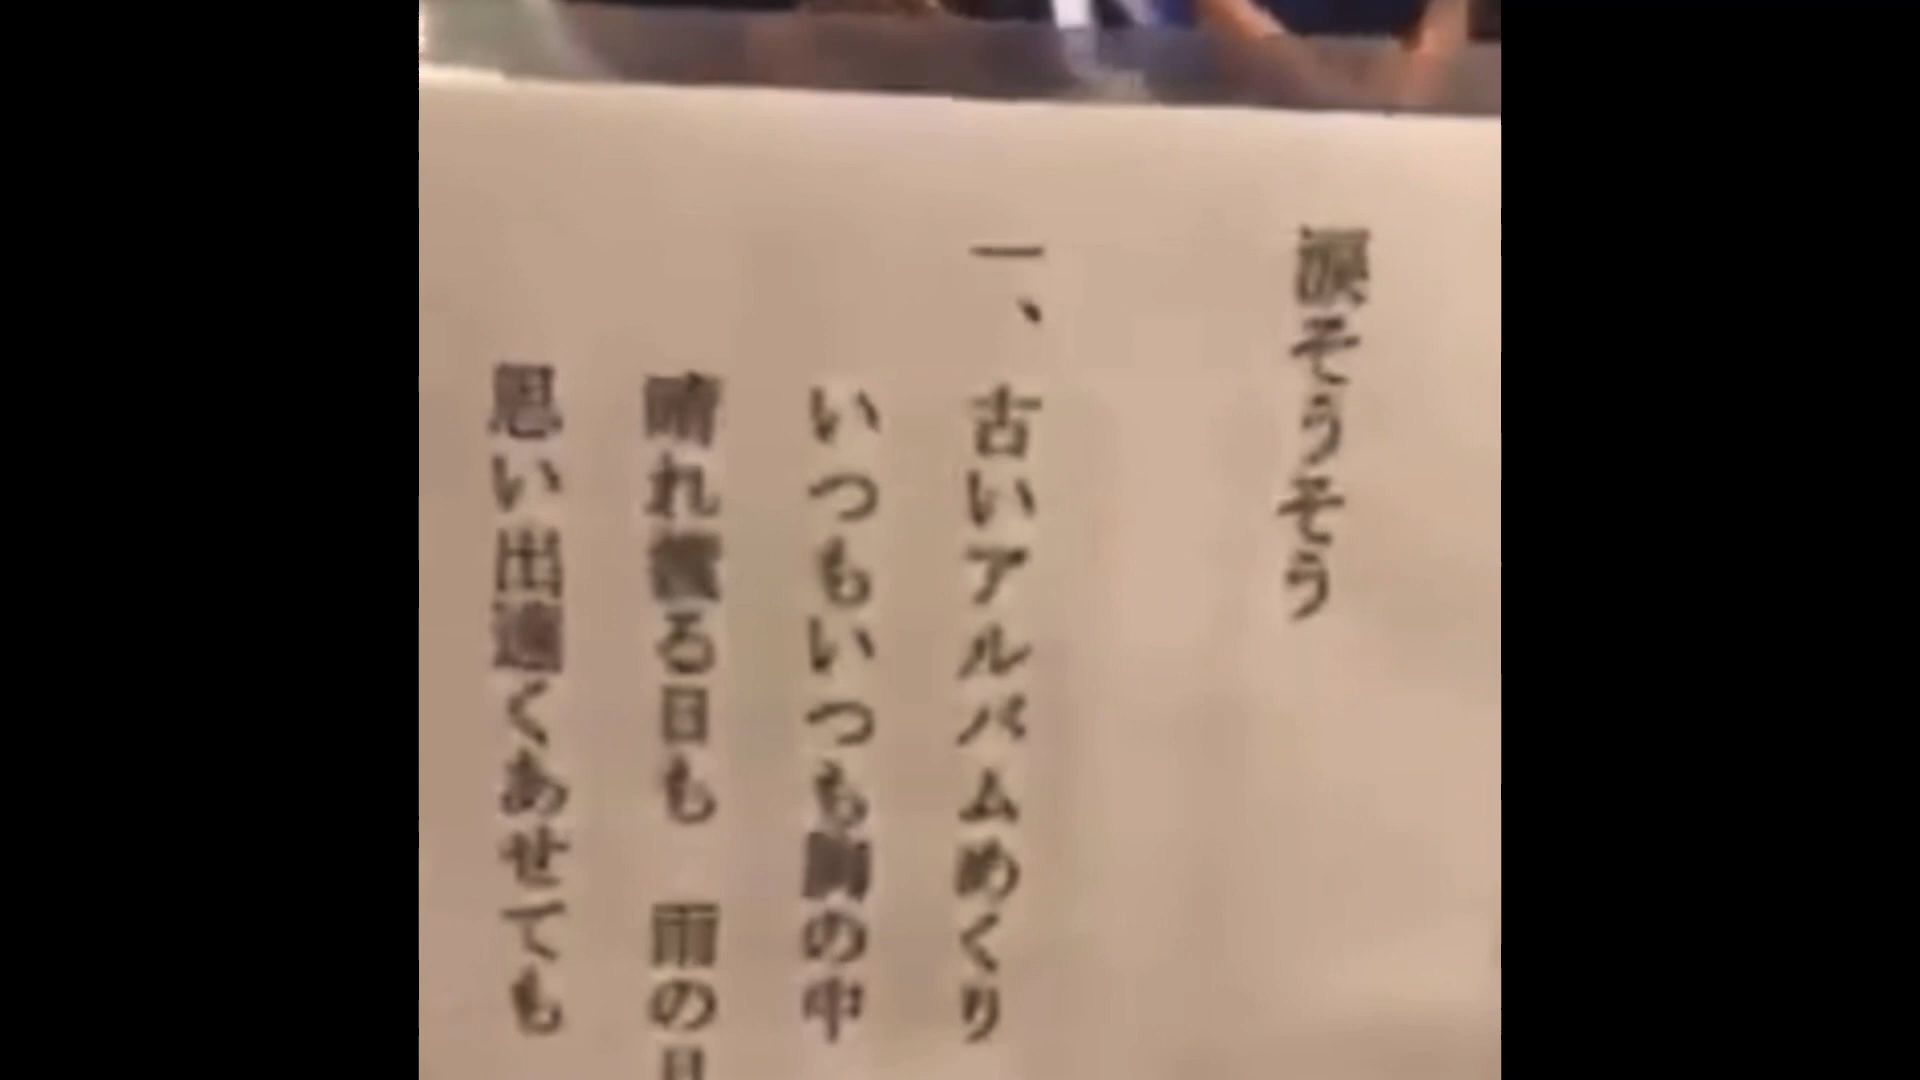 涙そうそう
一、古いアルバムめくり
いつもいつも胸の中
晴れ渡る日も 雨の日
思い出遠くあせても